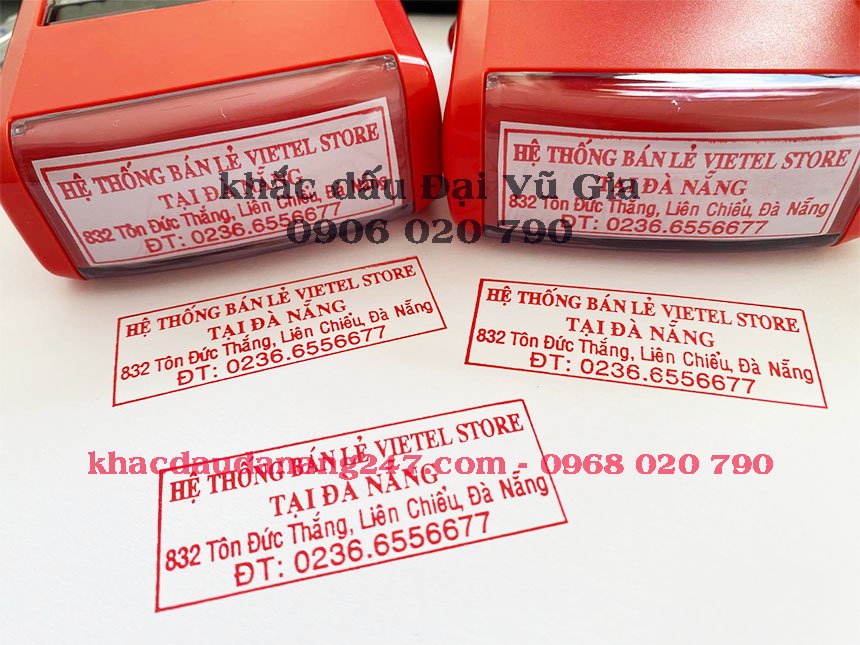 HỆ THỐNG BÁN LẺ VIETEL STORE
TẠI ĐÀ NẴNG
832 Tôn Đức Thắng, Liên Chiểu, Đà Nẵng
ĐT: 0236.6556677
HỆ THỐNG BÁN LẺ VIETEL STORE
TẠI ĐÀ NẴNG
832 Tôn Đức Thắng, Liên Chiểu, Đà Nẵng
ĐT: 0236.6556677
khắc dấu Đại Vũ Gia
0906 020 790
HỆ THỐNG BÁN LẺ VIETEL STORE
TẠI ĐÀ NẴNG
832 Tôn Đức Thắng, Liên Chiểu, Đà Nẵng
ĐT: 0236.6556677
HỆ THỐNG BÁN LẺ VIETEL STORE
TẠI ĐÀ NẴNG
832 Tôn Đức Thắng, Liên Chiểu, Đà Nẵng
ĐT: 0236.6556677
khacdaudanang247.com - 0968 020 790
HỆ THỐNG BÁN LẺ VIETEL STORE
TẠI ĐÀ NẴNG
832 Tôn Đức Thắng, Liên Chiểu, Đà Nẵng
ĐT: 0236.6556677